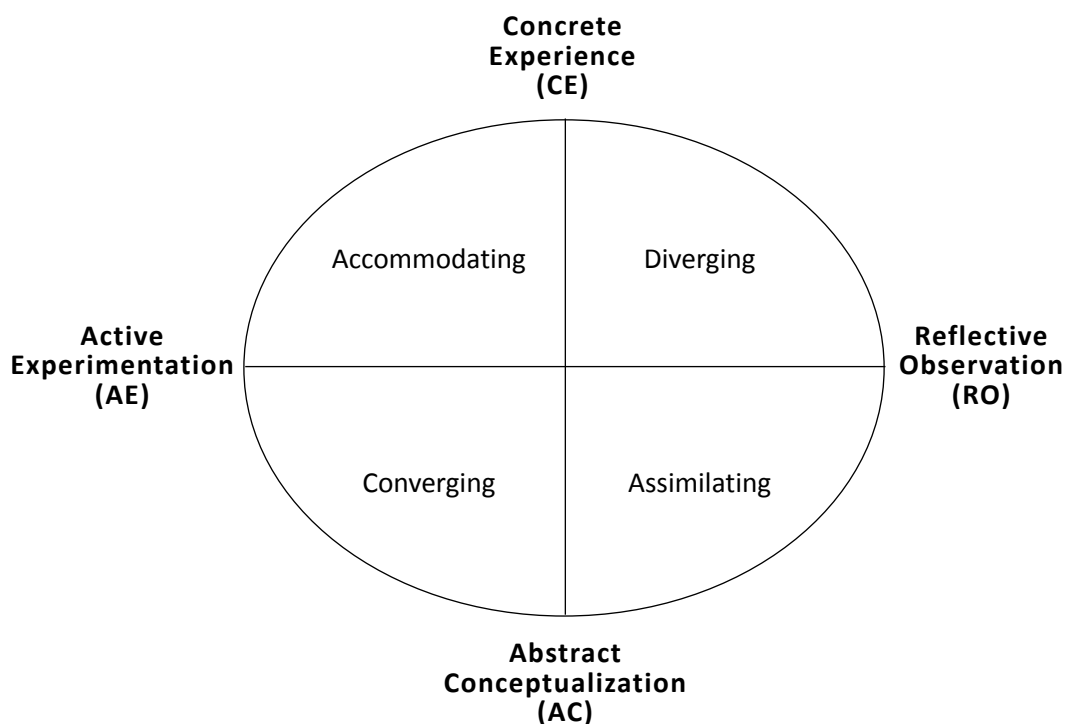 Concrete
Experience
(CE)
Accommodating
Diverging
Active
Experimentation
(AE)
Reflective
Observation
(RO)
Converging
Assimilating
Abstract
Conceptualization
(AC)